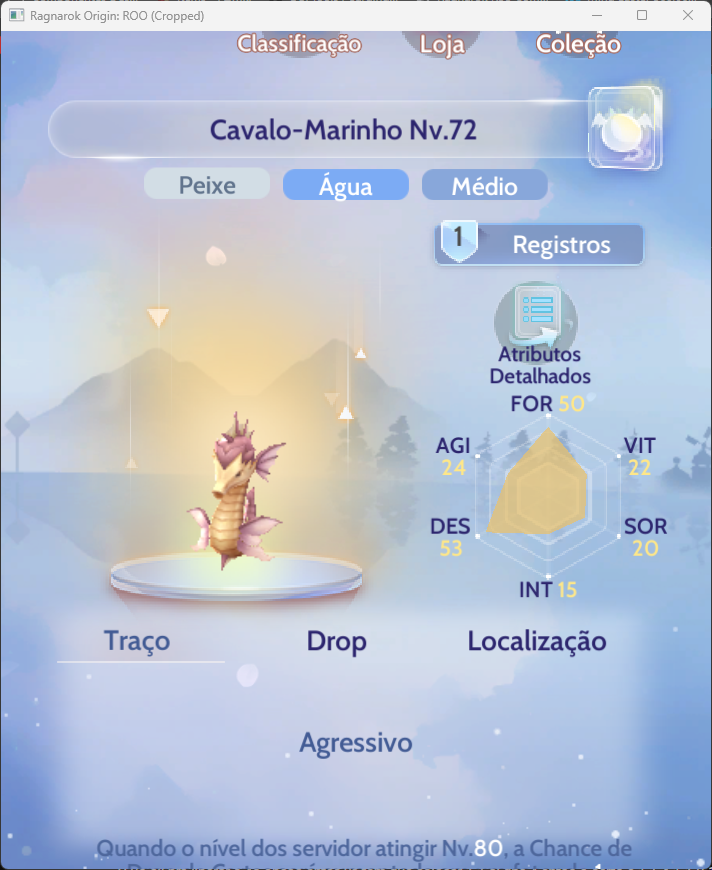 Ragnarok Origin: ROO (Cropped)
Classificação
Loja
Coleção
Cavalo-Marinho Nv.72
Peixe
Água
Médio
1
Registros
Atributos
Detalhados
FOR 50
AGI
24
VIT
22
DES
53
SOR
20
INT 15
Traço
Drop
Localização
Agressivo
Quando o nível dos servidor atingir Nv.80, a Chance de